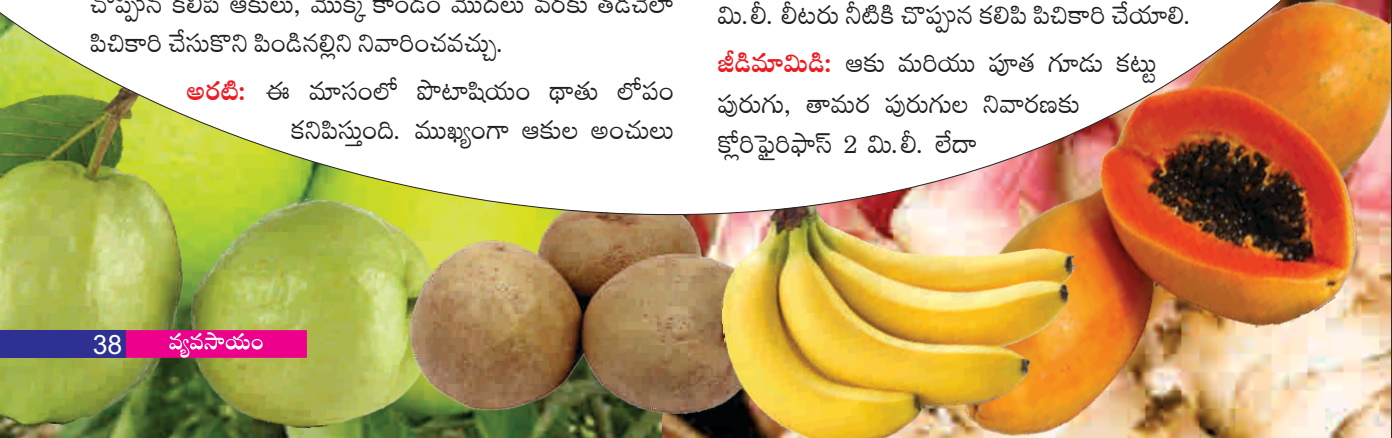 చొప్పున కలిపి ఆకులు, మొక్క కాండం మొదలు వరకు తడిచేలా
పిచికారి చేసుకొని పిండినల్లిని నివారించవచ్చు.
అరటి: ఈ మాసంలో పొటాషియం థాతు లోపం
కనిపిస్తుంది. ముఖ్యంగా ఆకుల అంచులు
మి.లీ. లీటరు నీటికి చొప్పున కలిపి పిచికారి చేయాలి.
జీడిమామిడి: ఆకు మరియు పూత గూడు కట్టు
పురుగు, తామర పురుగుల నివారణకు
క్లోరిఫైరిఫాస్ 2 మి.లీ. లేదా
38 వ్యవసాయం